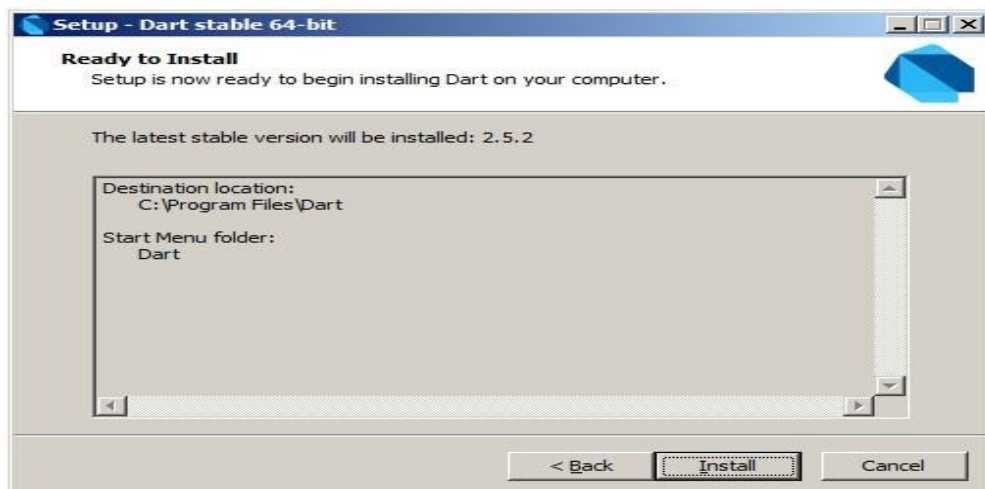 Setup - Dart stable 64-bit
Ready to Install
Setup is now ready to begin installing Dart on your computer.
The latest stable version will be installed: 2.5.2
Destination location:
C:\Program Files\Dart
Start Menu folder:
Dart
< Back
Install
Cancel